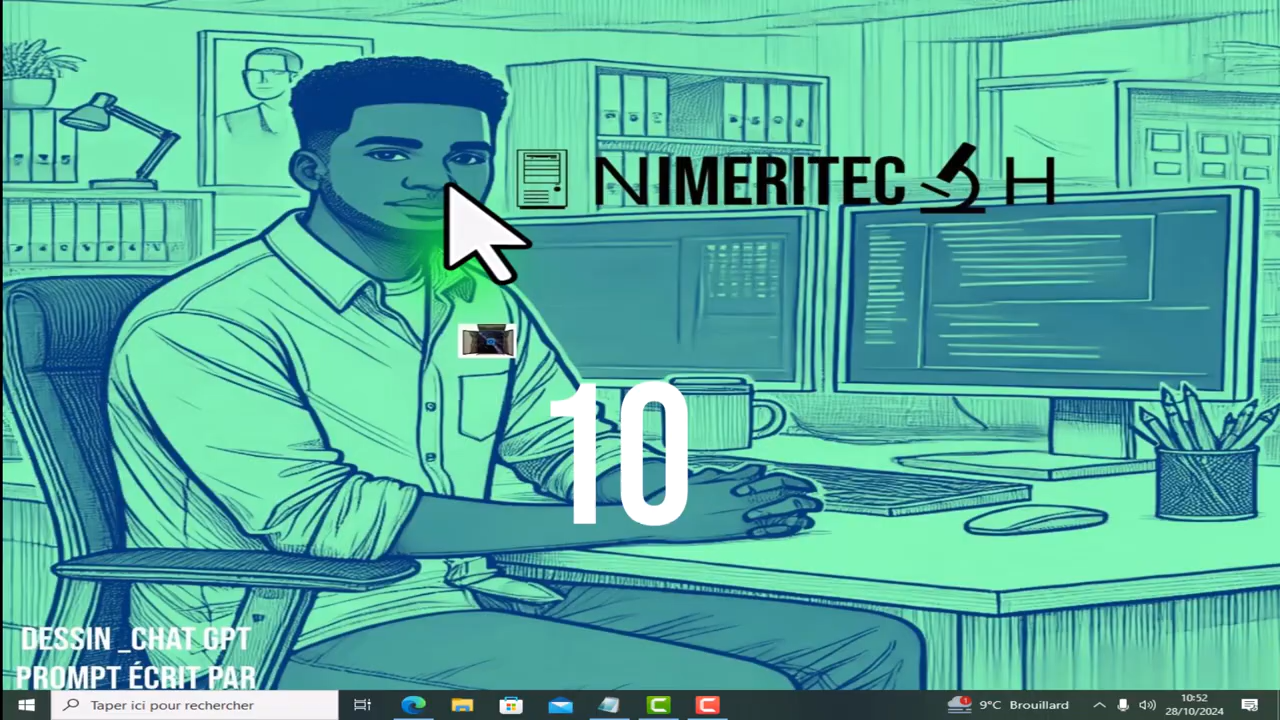 NIMERITEC H
10
DESSIN _CHAT GPT
PROMPT ÉCRIT PAR
Taper ici pour rechercher
9°C Brouillard
10:52
28/10/2024